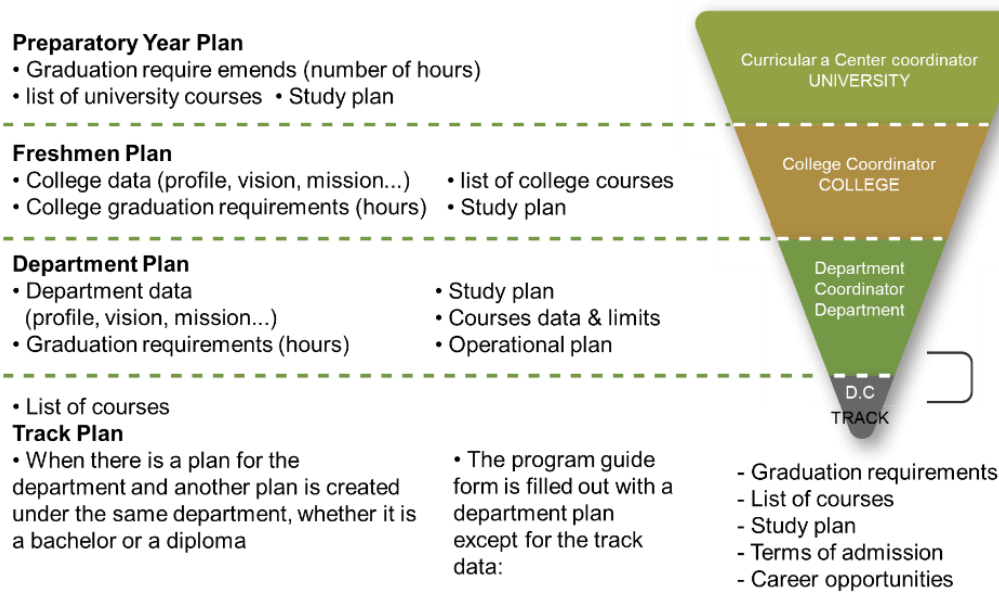 Preparatory Year Plan
• Graduation require emends (number of hours)
• list of university courses • Study plan
Curricular a Center coordinator
UNIVERSITY
Freshmen Plan
• College data (profile, vision, mission...)
• College graduation requirements (hours)
• list of college courses
• Study plan
College Coordinator
COLLEGE
Department Plan
• Department data
(profile, vision, mission...)
• Graduation requirements (hours)
• Study plan
• Courses data & limits
• Operational plan
Department
Coordinator
Department
• List of courses
Track Plan
• When there is a plan for the
department and another plan is created
under the same department, whether it is
a bachelor or a diploma
• The program guide
form is filled out with a
department plan
except for the track
data:
D.C
TRACK
- Graduation requirements
- List of courses
- Study plan
- Terms of admission
- Career opportunities